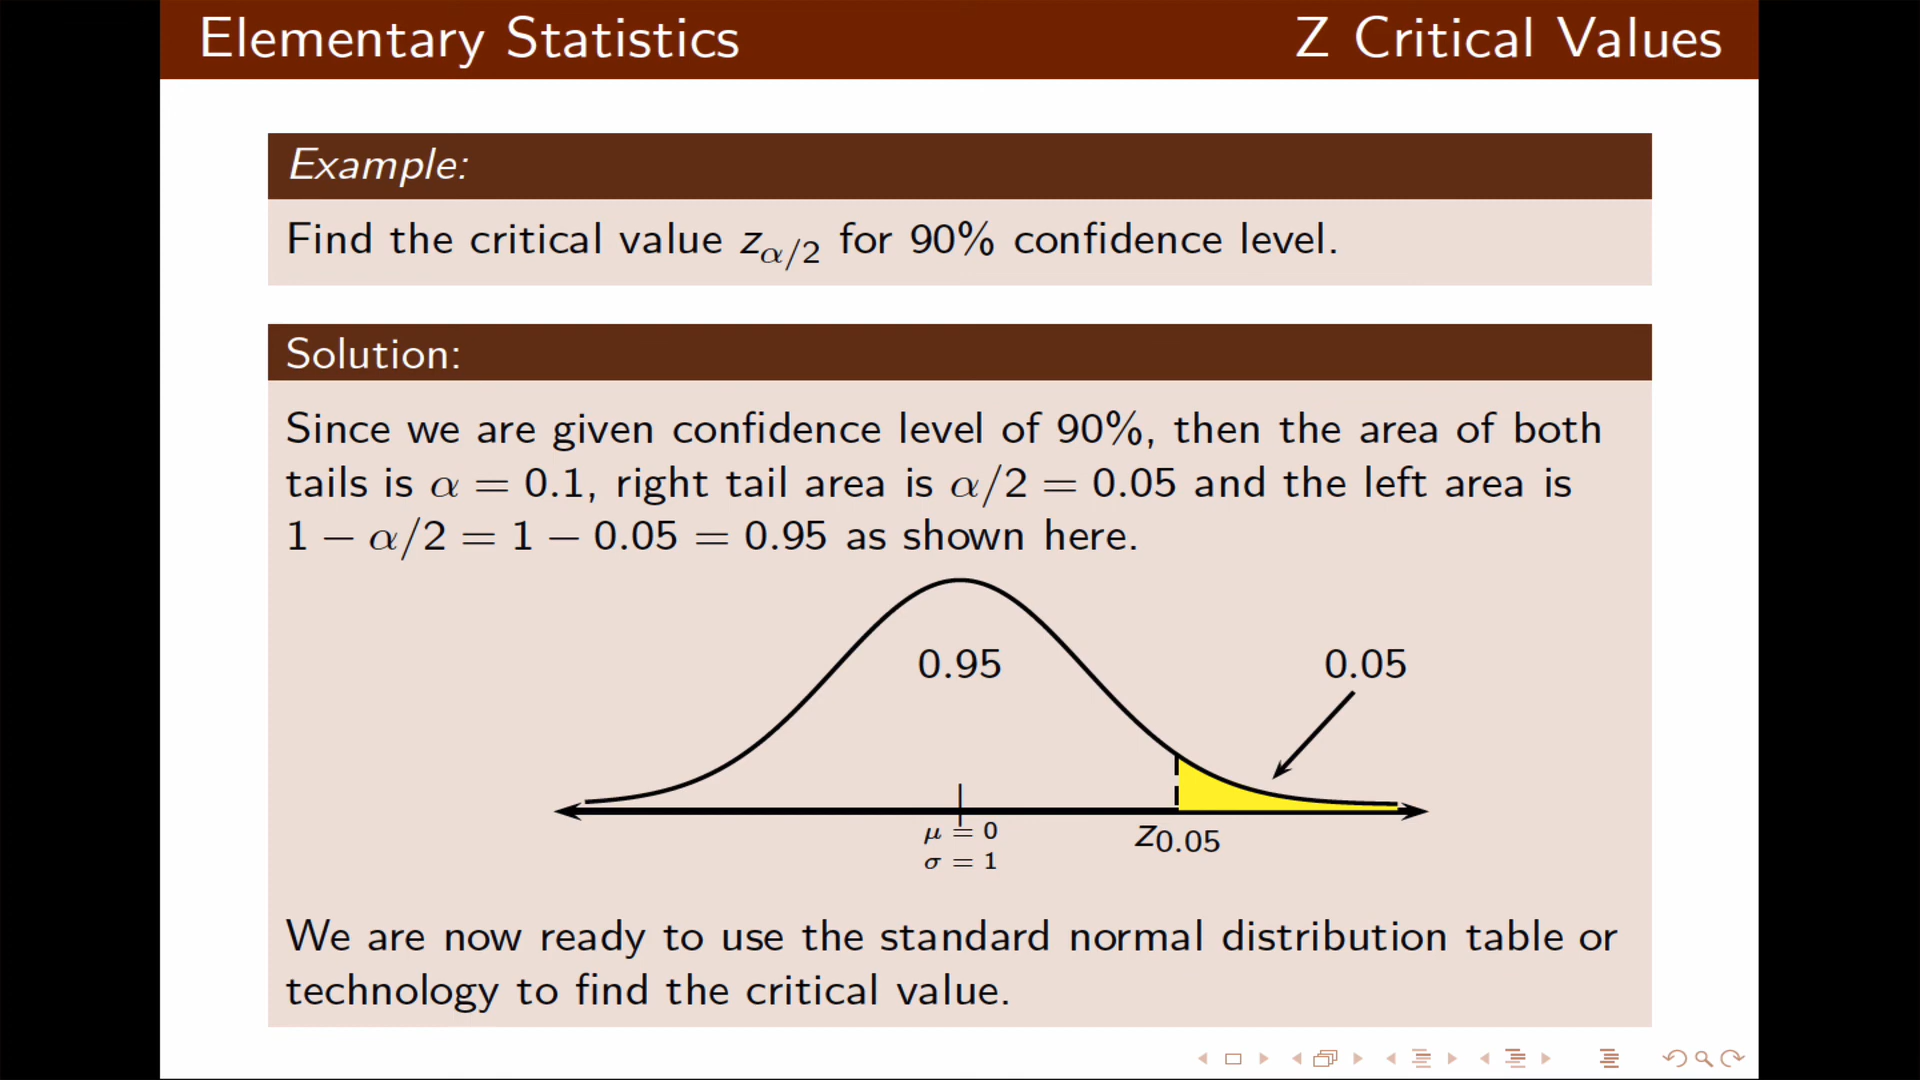 Elementary Statistics
Z Critical Values
Example:
Find the critical value z_{α/2} for 90% confidence level.
Solution:
Since we are given confidence level of 90%, then the area of both
tails is α = 0.1, right tail area is α/2 = 0.05 and the left area is
1 − α/2 = 1 − 0.05 = 0.95 as shown here.
0.95
0.05
μ = 0
σ = 1
z_{0.05}
We are now ready to use the standard normal distribution table or
technology to find the critical value.